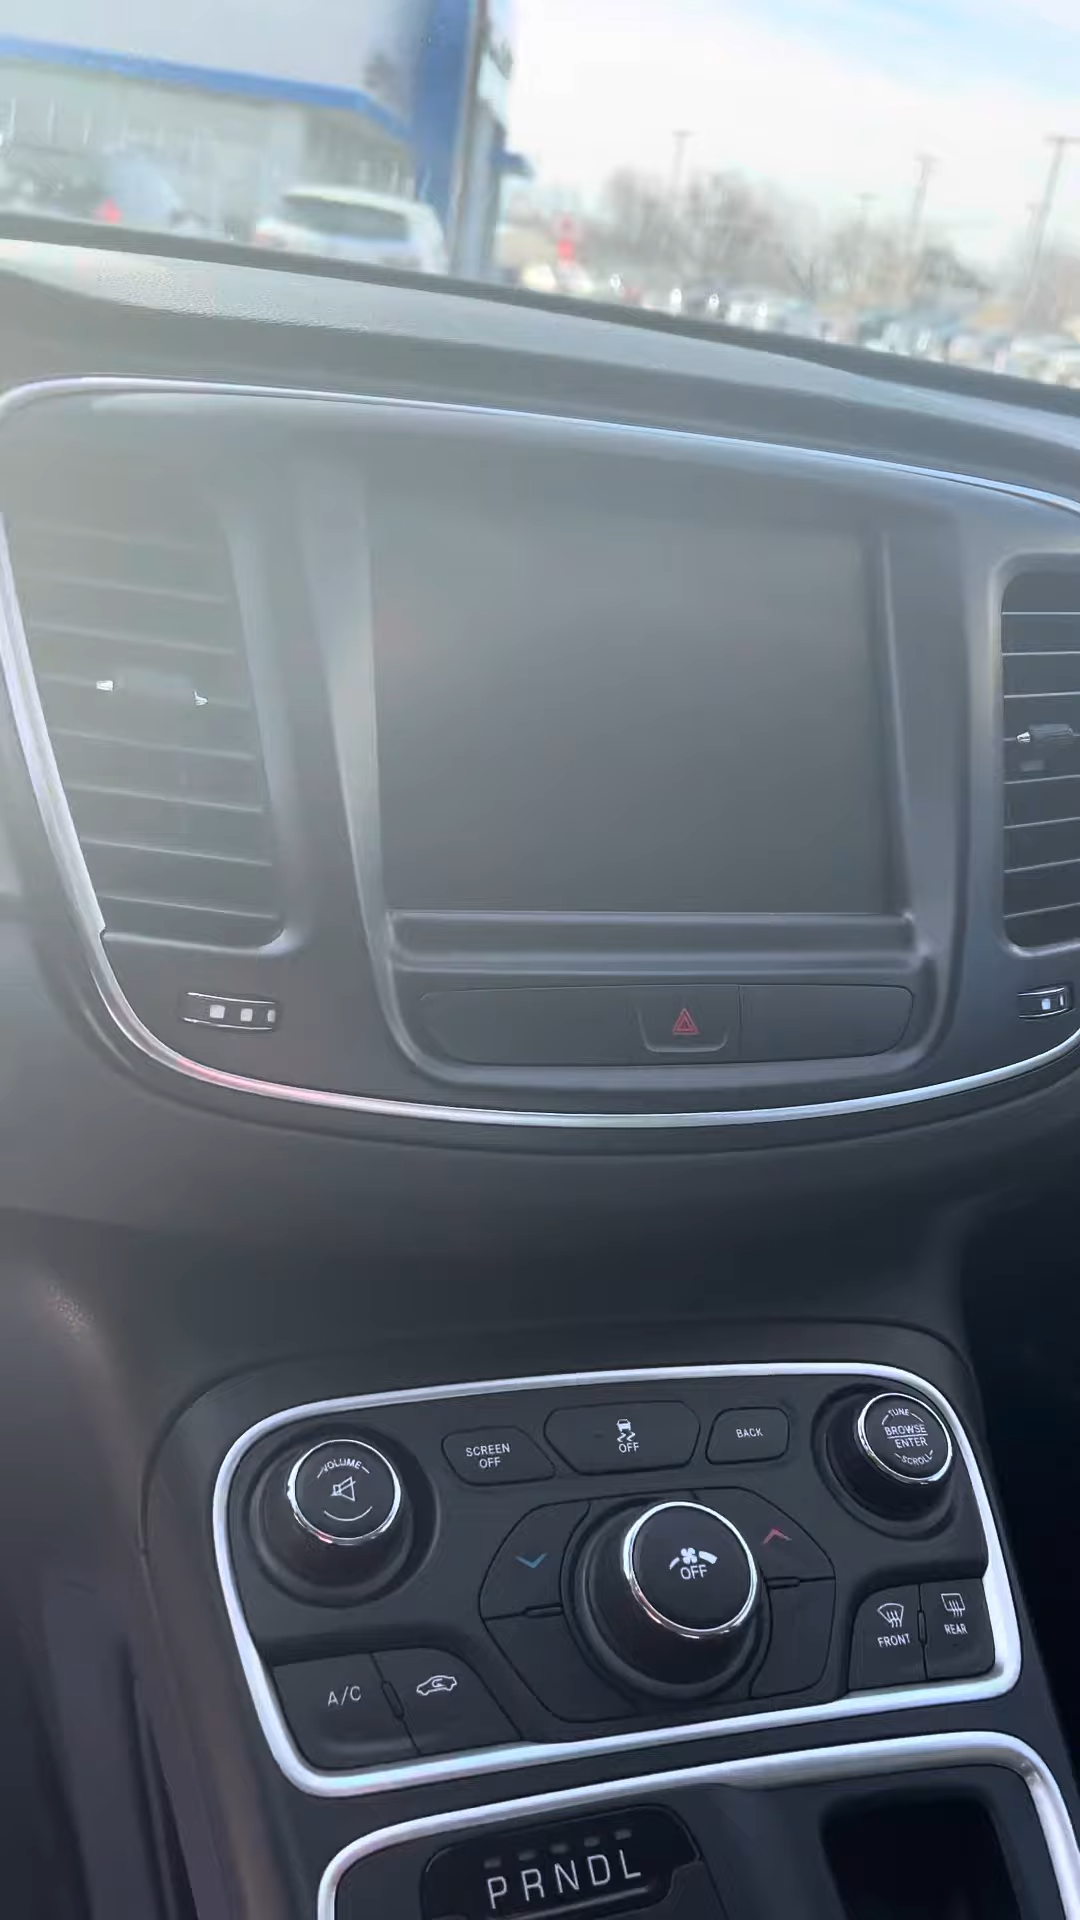 VOLUME
SCREEN
OFF
OFF
BACK
TUNE
BROWSE
ENTER
SCROLL
OFF
A/C
FRONT
REAR
PRNDL